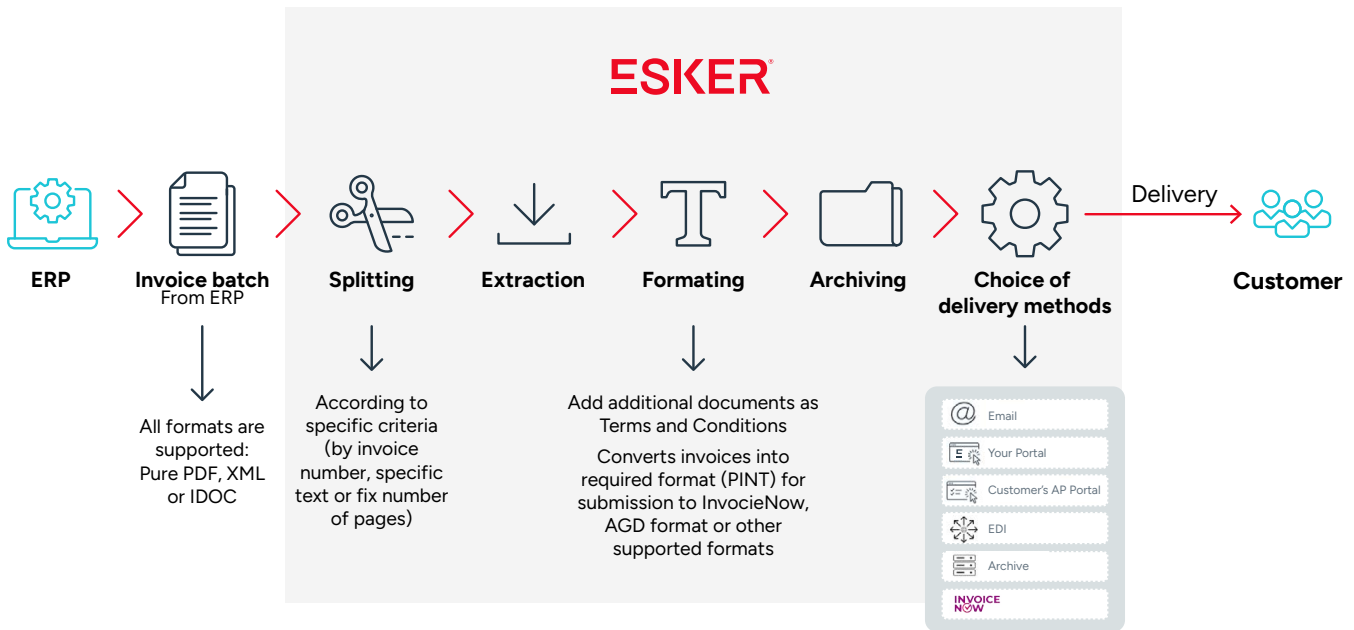 ESKER®
ERP
Invoice batch
From ERP
Splitting
Extraction
Formating
Archiving
Choice of
delivery methods
Delivery
Customer
All formats are
supported:
Pure PDF, XML
or IDOC
According to
specific criteria
(by invoice
number, specific
text or fix number
of pages)
Add additional documents as
Terms and Conditions
Converts invoices into
required format (PINT) for
submission to InvocieNow,
AGD format or other
supported formats
Email
Your Portal
Customer's AP Portal
EDI
Archive
INVOICE
NOW